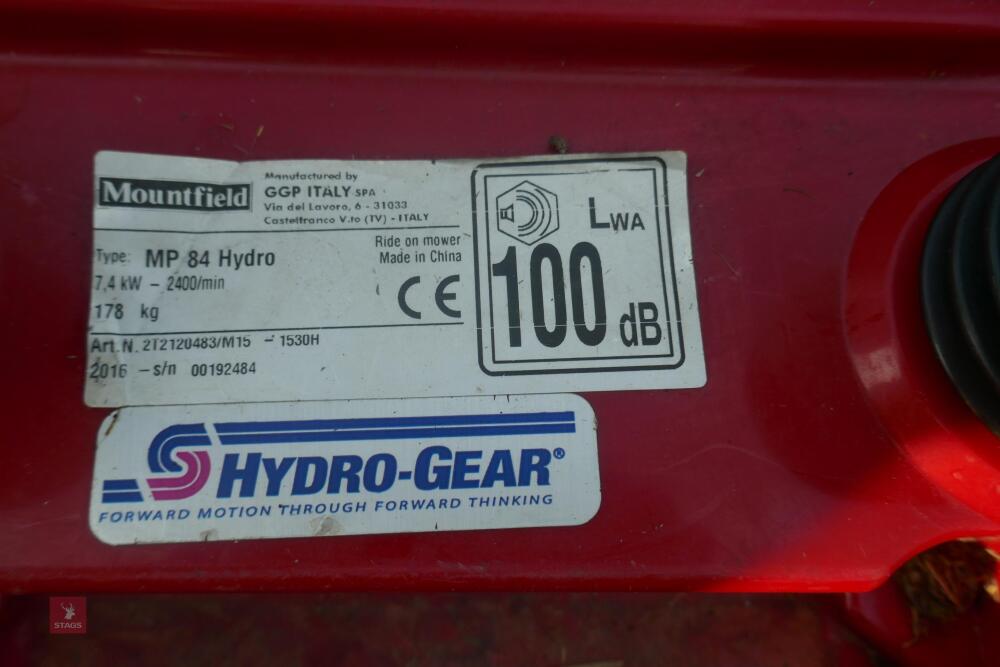 Mountfield
Manufactured by
GGP ITALY SPA
Via del Lavoro, 6 - 31033
Castelfranco V.to (TV) - ITALY
Type: MP 84 Hydro
7,4 kW - 2400/min
178 kg
Ride on mower
Made in China
CE
Art.N. 2T2120483/M15 - 1530H
2016 - s/n 00192484
LWA
100 dB
HYDRO-GEAR®
FORWARD MOTION THROUGH FORWARD THINKING
STAGS